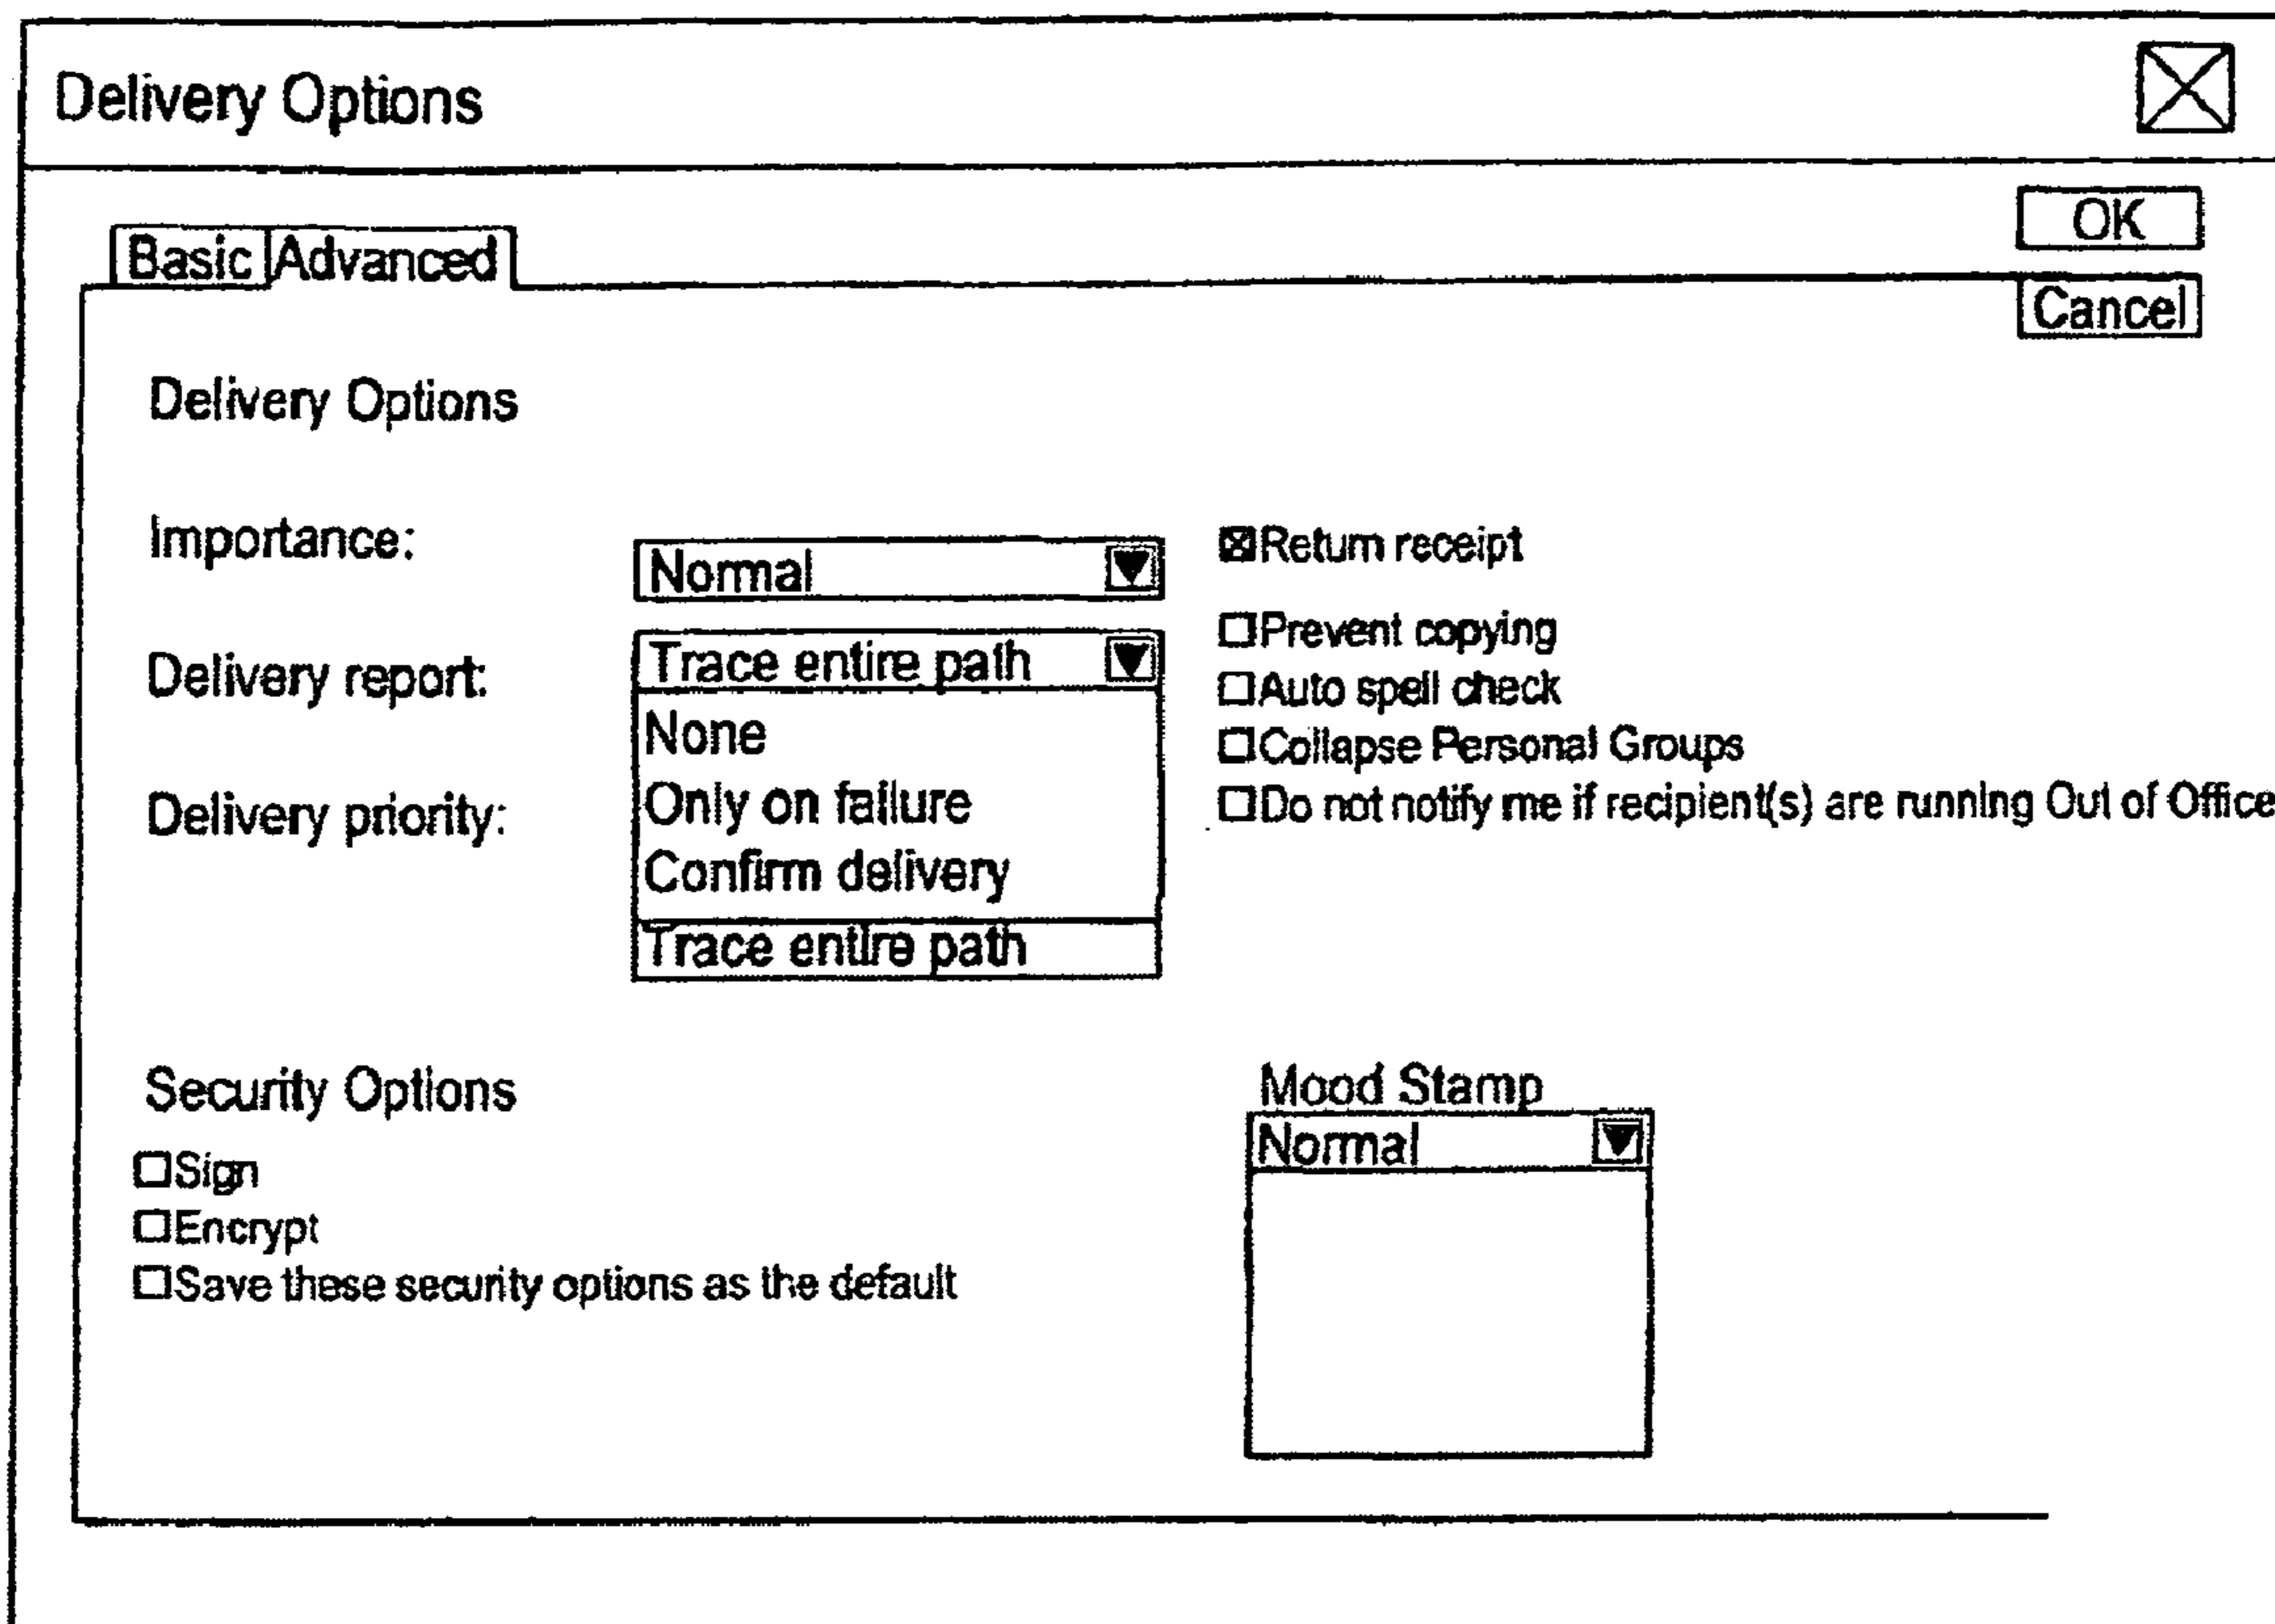 Delivery Options
OK
Basic Advanced
Cancel
Delivery Options
Importance:
Normal
Return receipt
Delivery report:
Trace entire path
None
Only on failure
Confirm delivery
Trace entire path
Prevent copying
Auto spell check
Collapse Personal Groups
Do not notify me if recipient(s) are running Out of Office
Delivery priority:
Security Options
Sign
Encrypt
Save these security options as the default
Mood Stamp
Normal